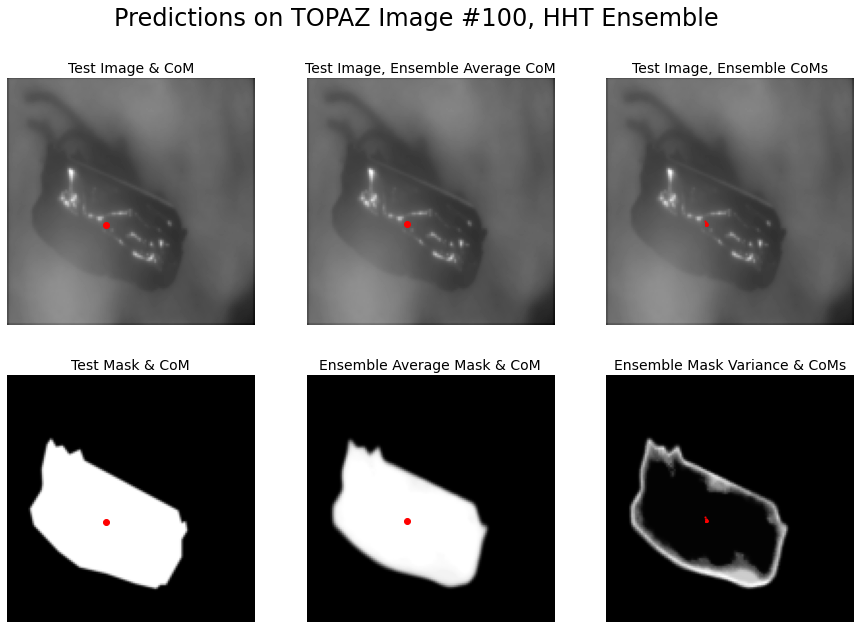 Predictions on TOPAZ Image #100, HHT Ensemble
Test Image & CoM
Test Image, Ensemble Average CoM
Test Image, Ensemble CoMs
Test Mask & CoM
Ensemble Average Mask & CoM
Ensemble Mask Variance & CoMs